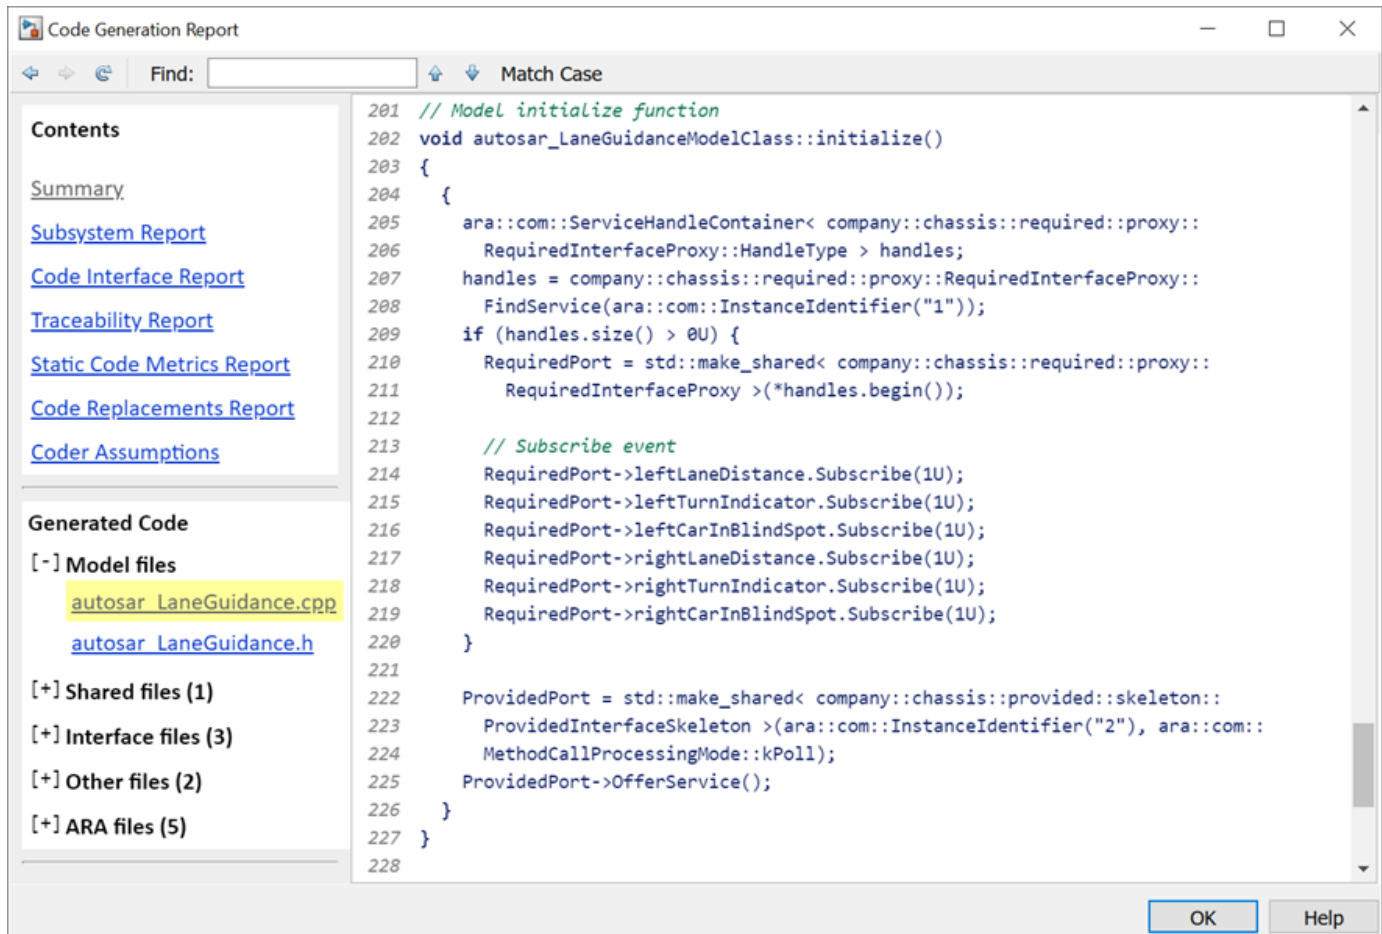 Code Generation Report
Find:
Match Case
Contents
Summary
Subsystem Report
Code Interface Report
Traceability Report
Static Code Metrics Report
Code Replacements Report
Coder Assumptions
Generated Code
[-] Model files
autosar_LaneGuidance.cpp
autosar_LaneGuidance.h
[+] Shared files (1)
[+] Interface files (3)
[+] Other files (2)
[+] ARA files (5)
201 // Model initialize function
202 void autosar_LaneGuidanceModelClass::initialize()
203 {
204 {
205 ara::com::ServiceHandleContainer< company::chassis::required::proxy::
206 RequiredInterfaceProxy::HandleType > handles;
207 handles = company::chassis::required::proxy::RequiredInterfaceProxy::
208 FindService(ara::com::InstanceIdentifier("1"));
209 if (handles.size() > 0U) {
210 RequiredPort = std::make_shared< company::chassis::required::proxy::
211 RequiredInterfaceProxy >(*handles.begin());
212
213 // Subscribe event
214 RequiredPort->leftLaneDistance.Subscribe(1U);
215 RequiredPort->leftTurnIndicator.Subscribe(1U);
216 RequiredPort->leftCarInBlindSpot.Subscribe(1U);
217 RequiredPort->rightLaneDistance.Subscribe(1U);
218 RequiredPort->rightTurnIndicator.Subscribe(1U);
219 RequiredPort->rightCarInBlindSpot.Subscribe(1U);
220 }
221
222 ProvidedPort = std::make_shared< company::chassis::provided::skeleton::
223 ProvidedInterfaceSkeleton >(ara::com::InstanceIdentifier("2"), ara::com::
224 MethodCallProcessingMode::kPoll);
225 ProvidedPort->OfferService();
226 }
227 }
228
OK
Help